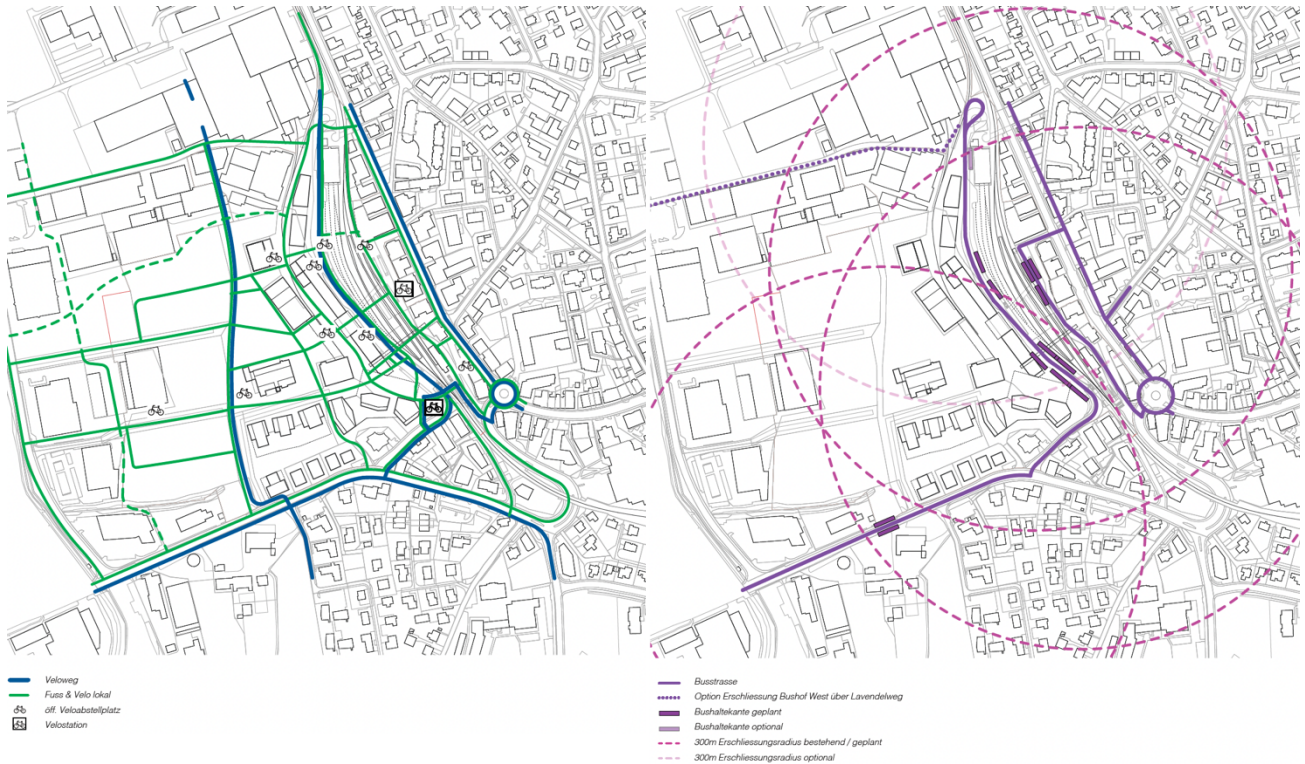 Veloweg
Fuss & Velo lokal
öff. Veloabstellplatz
Velostation
Busstrasse
Option Erschliessung Bushof West über Lavendelweg
Bushaltekante geplant
Bushaltekante optional
300m Erschliessungsradius bestehend / geplant
300m Erschliessungsradius optional